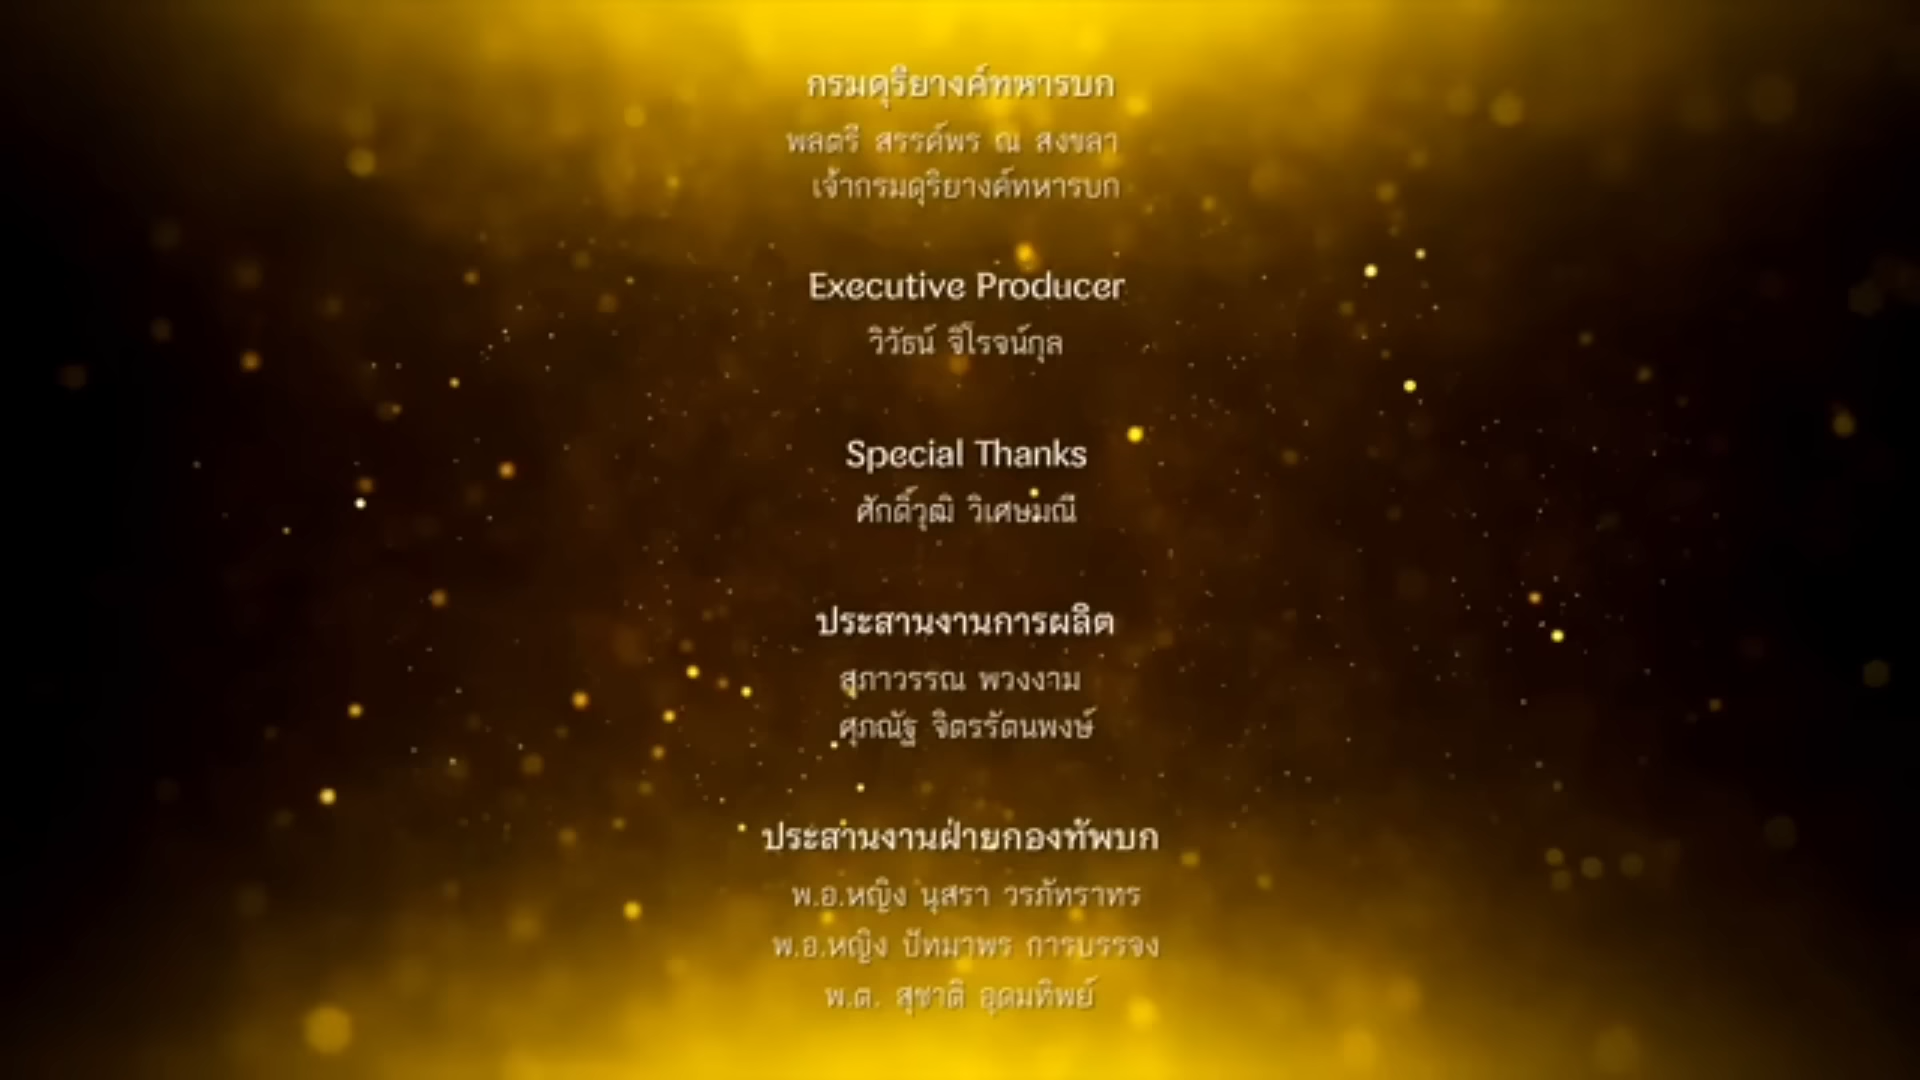 กรมดุริยางค์ทหารบก
พลตรี สรรค์พร ณ สงขลา
เจ้ากรมดุริยางค์ทหารบก
Executive Producer
วิวัธน์ จิโรจน์กุล
Special Thanks
ศักดิ์วุฒิ วิเศษมณี
ประสานงานการผลิต
สุภาวรรณ พวงงาม
ศุภณัฐ จิตรรัตนพงษ์
ประสานงานฝ่ายกองทัพบก
พ.อ.หญิง นุสรา วรภัทราทร
พ.อ.หญิง ปัทมาพร การบรรจง
พ.ต. สุชาติ อุดมทิพย์